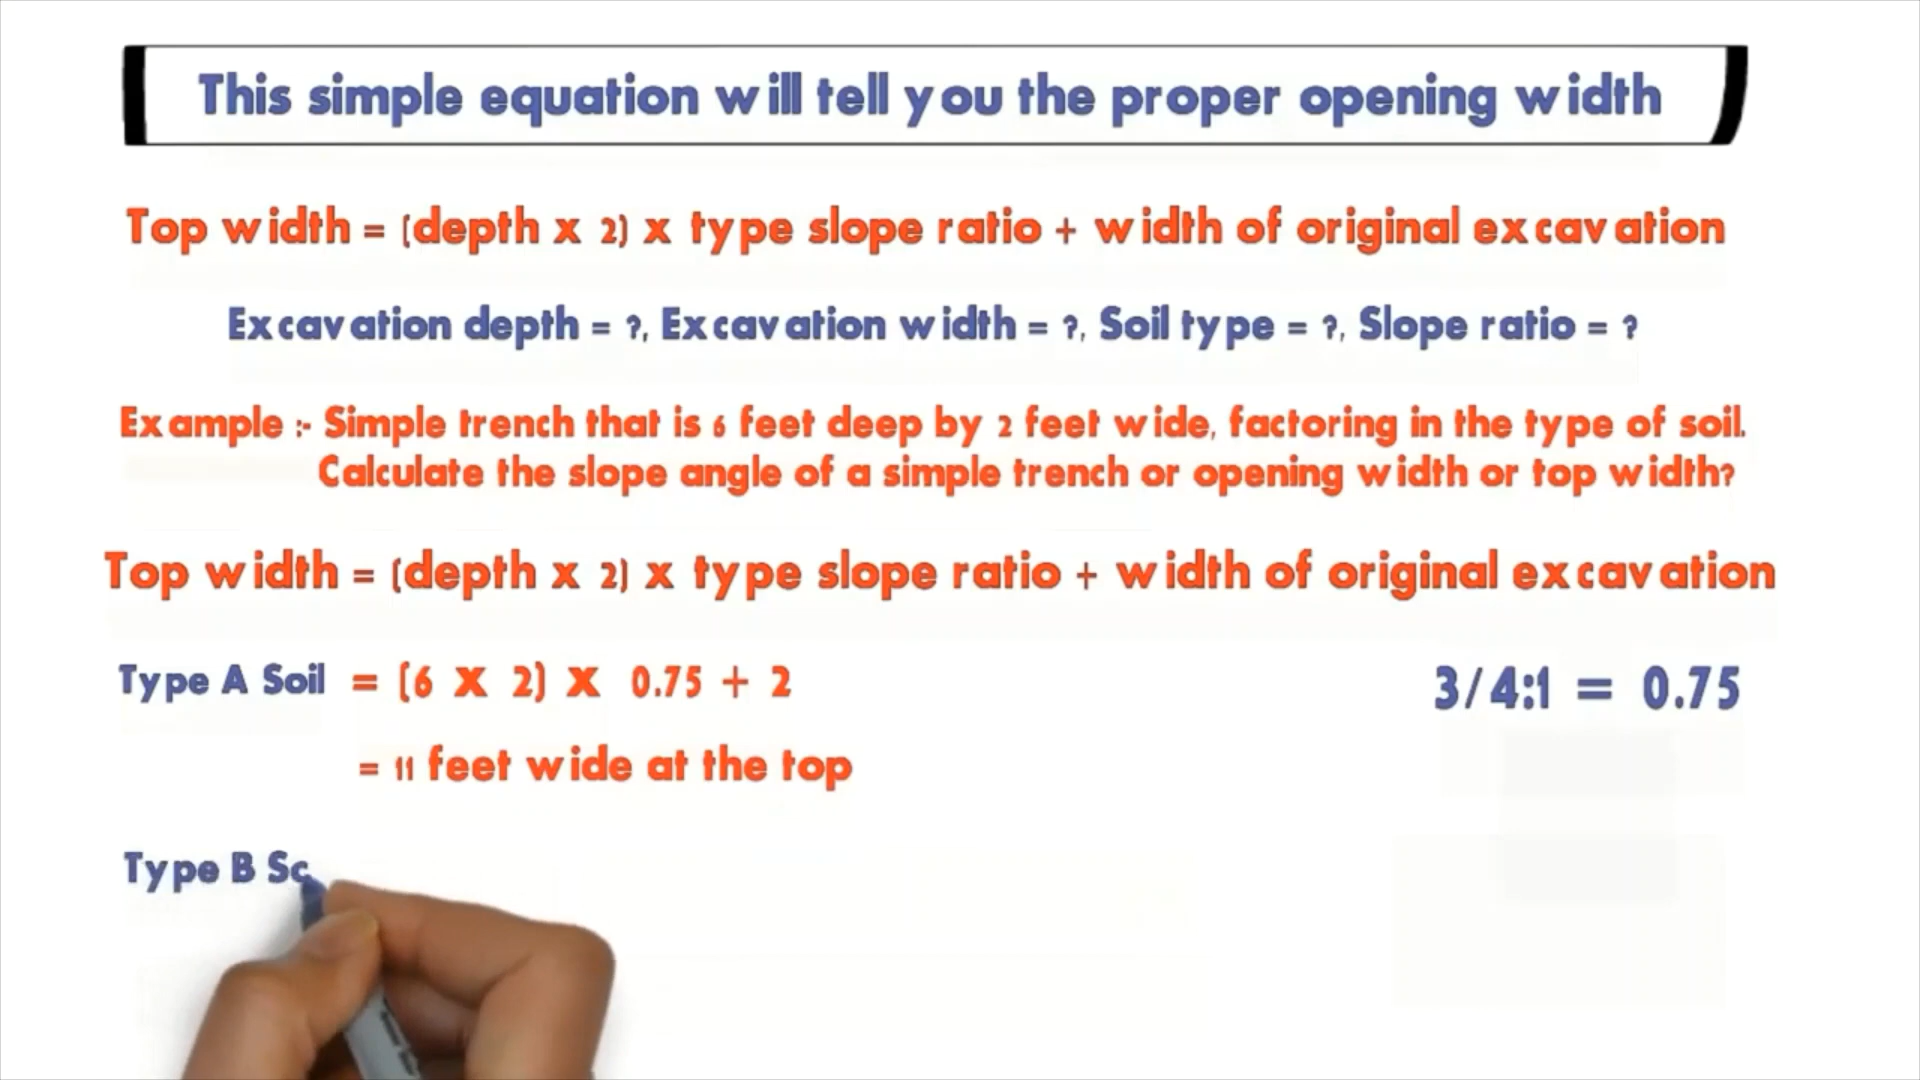 This simple equation will tell you the proper opening width
Top width = (depth x 2) x type slope ratio + width of original excavation
Excavation depth = ?, Excavation width = ?, Soil type = ?, Slope ratio = ?
Example :- Simple trench that is 6 feet deep by 2 feet wide, factoring in the type of soil.
Calculate the slope angle of a simple trench or opening width or top width?
Top width = (depth x 2) x type slope ratio + width of original excavation
Type A Soil = (6 X 2) X 0.75 + 2
3/4:1 = 0.75
= 11 feet wide at the top
Type B Sc